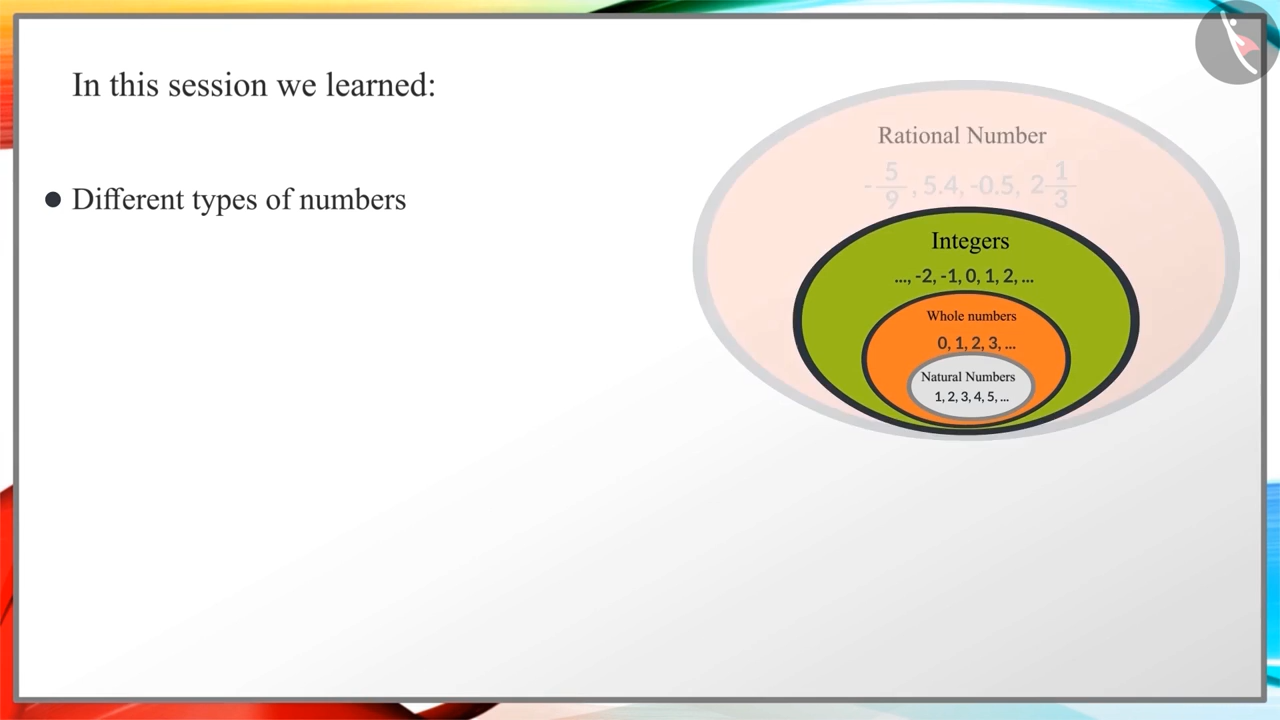 In this session we learned:
● Different types of numbers
Rational Number
-5/9, 5.4, -0.5, 2 1/3
Integers
..., -2, -1, 0, 1, 2, ...
Whole numbers
0, 1, 2, 3, ...
Natural Numbers
1, 2, 3, 4, 5, ...